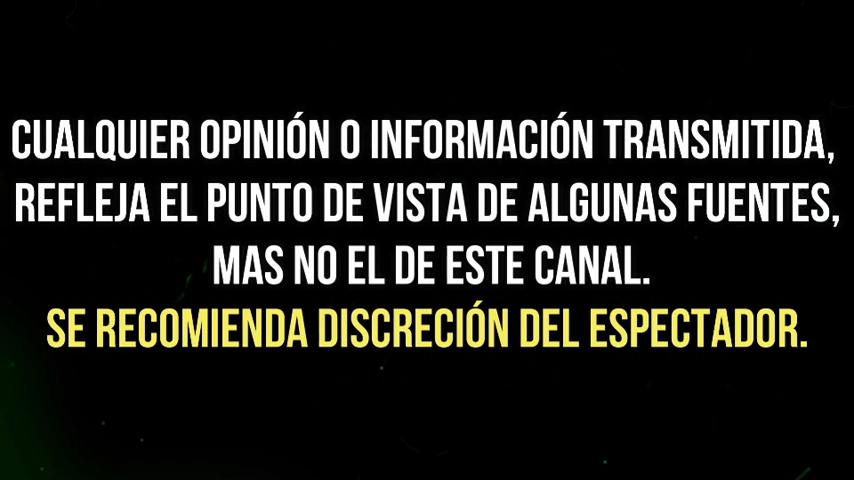 CUALQUIER OPINIÓN O INFORMACIÓN TRANSMITIDA,
REFLEJA EL PUNTO DE VISTA DE ALGUNAS FUENTES,
MAS NO EL DE ESTE CANAL.
SE RECOMIENDA DISCRECIÓN DEL ESPECTADOR.